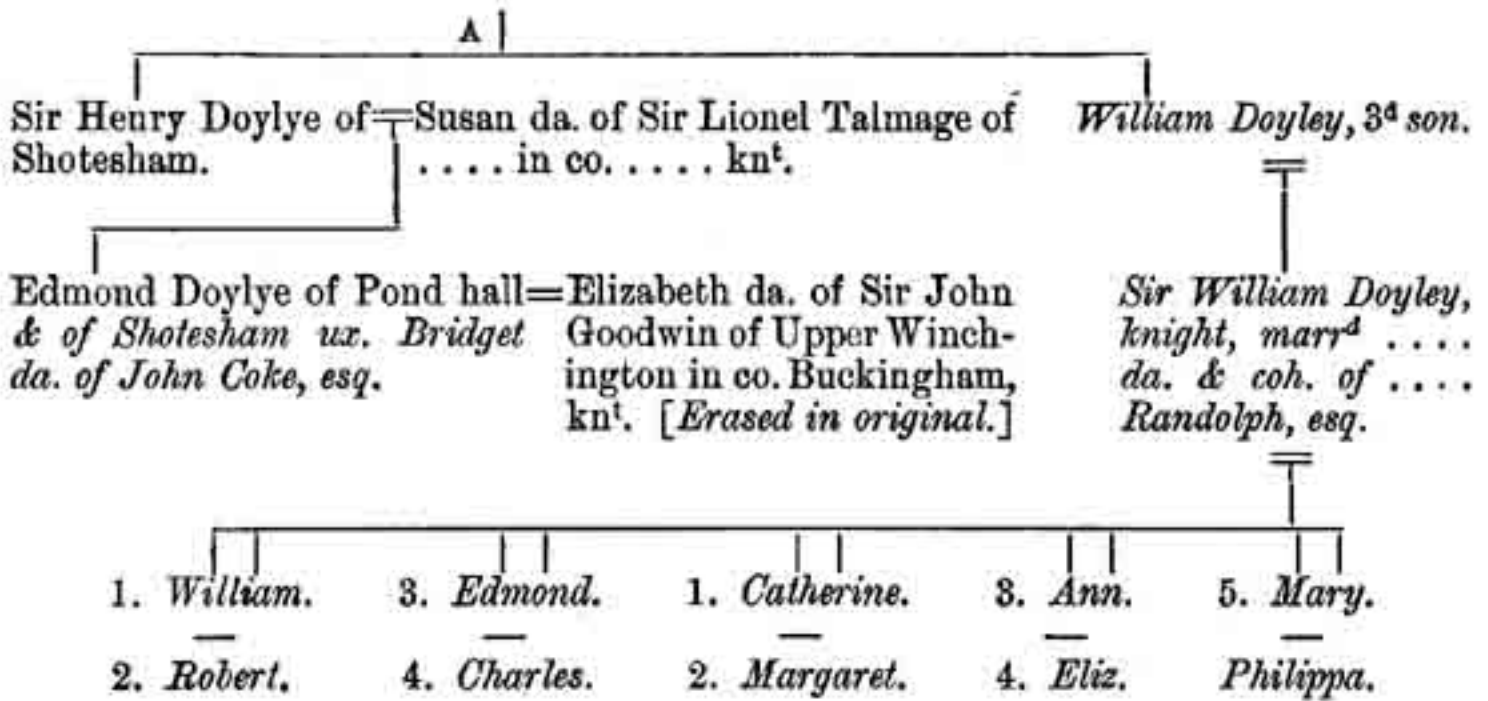 A
Sir Henry Doylye of Susan da. of Sir Lionel Talmage of William Doyley, 3d son.
Shotesham. . . . . in co. . . . . . knt.
Edmond Doylye of Pond hall=Elizabeth da. of Sir John
& of Shotesham ux. Bridget Goodwin of Upper Winch-
da. of John Coke, esq. ington in co. Buckingham,
knt. [Erased in original.]
Sir William Doyley,
knight, marrd . . . .
da. & coh. of . . . .
Randolph, esq.
1. William. 3. Edmond. 1. Catherine. 3. Ann. 5. Mary.
2. Robert. 4. Charles. 2. Margaret. 4. Eliz. Philippa.